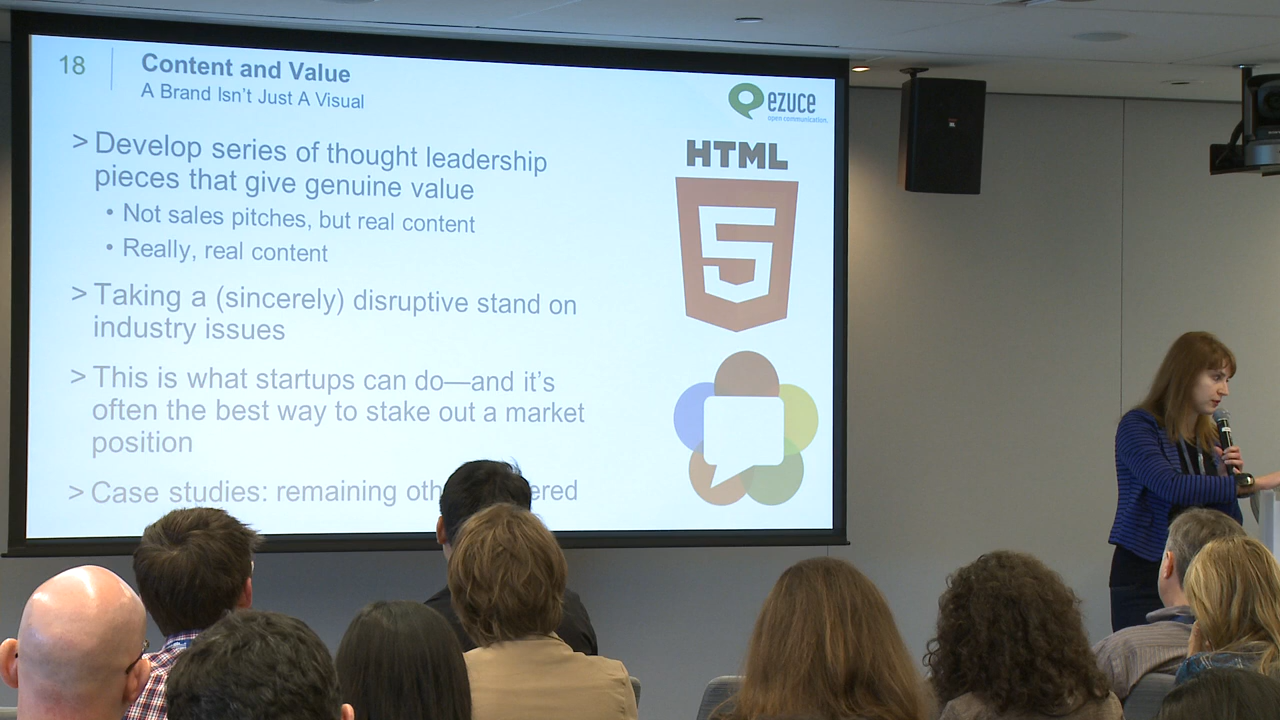 18
Content and Value
A Brand Isn't Just A Visual
ezuce
open communication.
> Develop series of thought leadership
pieces that give genuine value
• Not sales pitches, but real content
• Really, real content
> Taking a (sincerely) disruptive stand on
industry issues
> This is what startups can do—and it's
often the best way to stake out a market
position
> Case studies: remaining
HTML
5